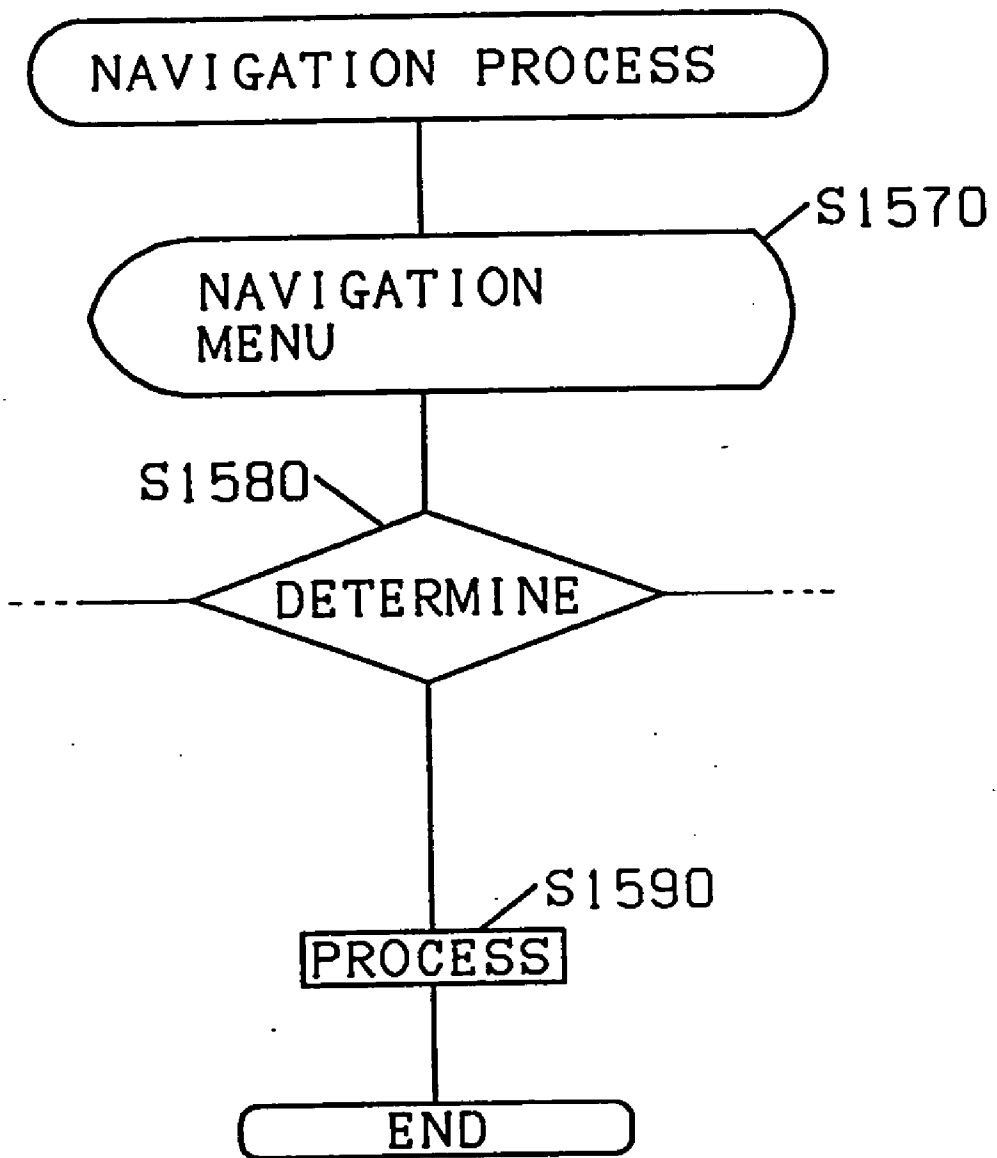 NAVIGATION PROCESS
S1570
NAVIGATION
MENU
S1580
DETERMINE
S1590
PROCESS
END